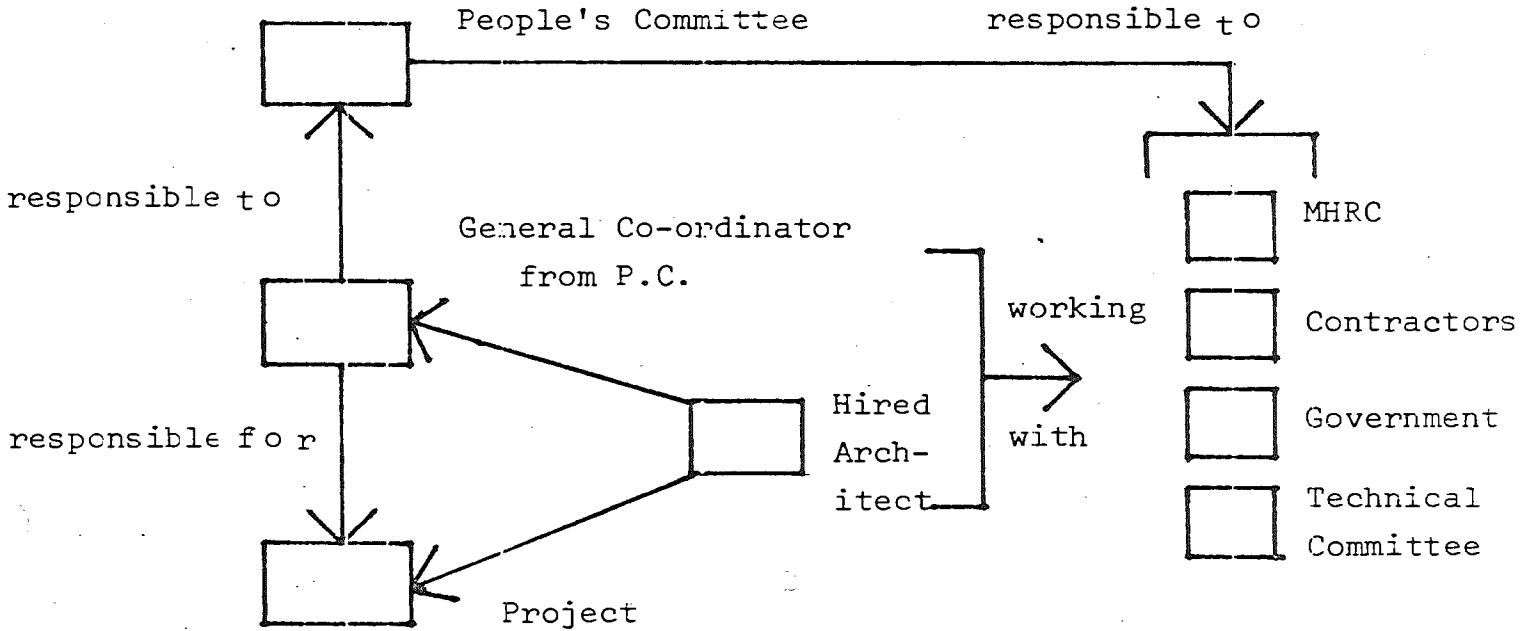 People's Committee
responsible to
responsible to
General Co-ordinator
from P.C.
MHRC
working
Contractors
Hired
Arch-
itect
with
Government
responsible for
Technical
Committee
Project